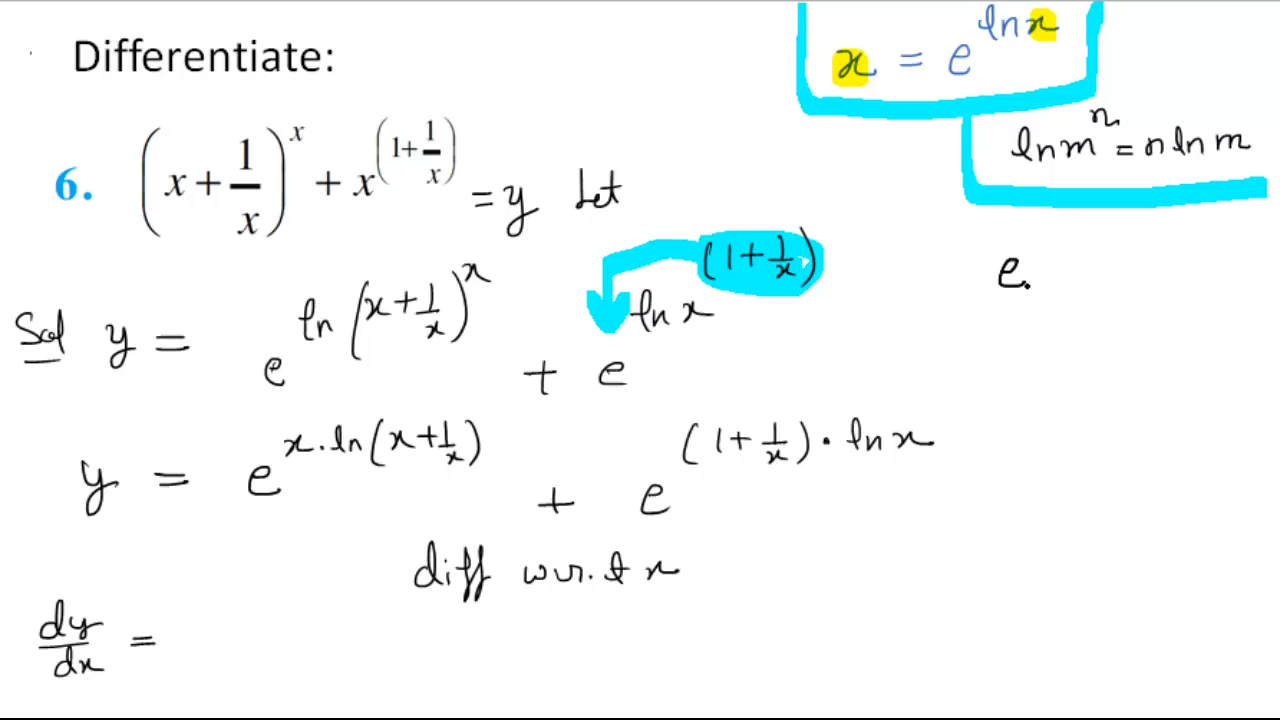 Differentiate:
x = e^(ln x)
ln m^n = n ln m
6. (x + 1/x)^x + x^(1 + 1/x) = y Let
e.
Sol y = e^(ln (x + 1/x)^x) + e^(ln x^(1 + 1/x))
y = e^(x · ln (x + 1/x)) + e^((1 + 1/x) · ln x)
diff w.r.t x
dy/dx =